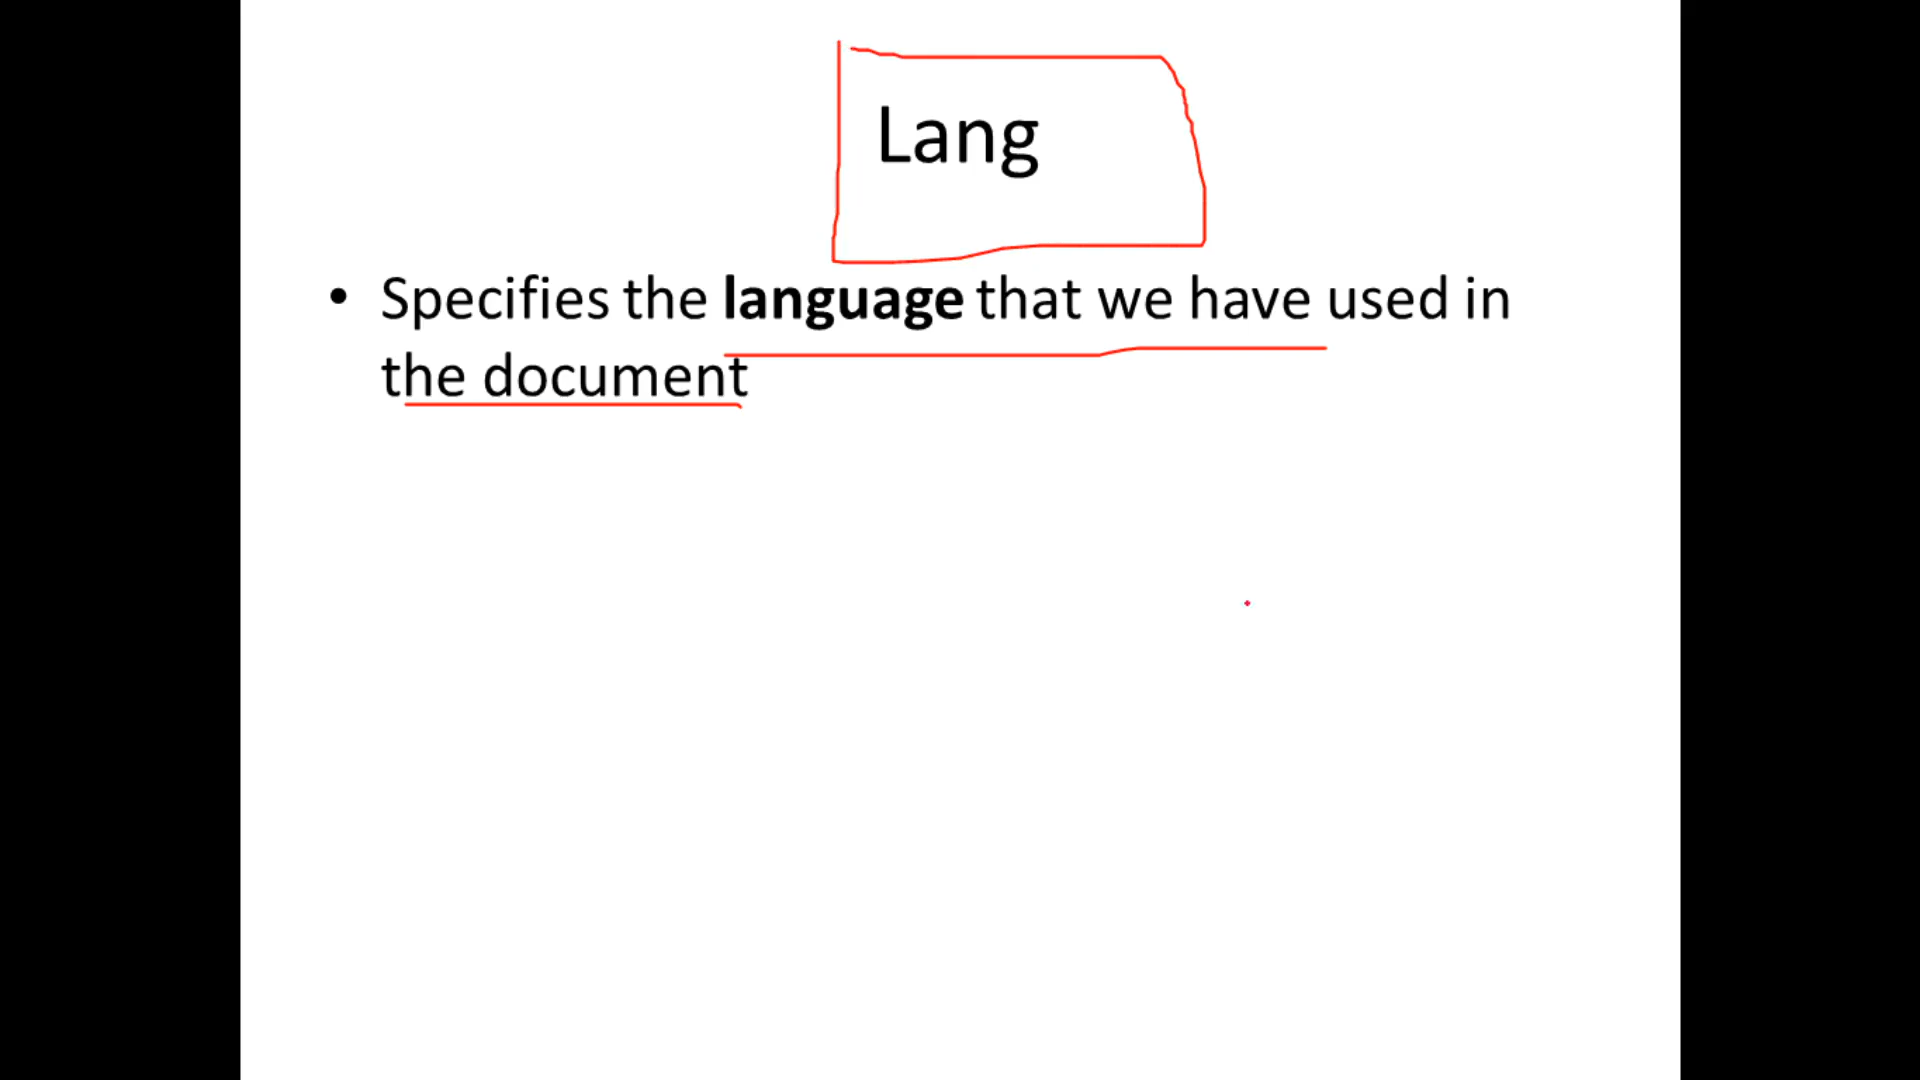 Lang
• Specifies the language that we have used in
the document